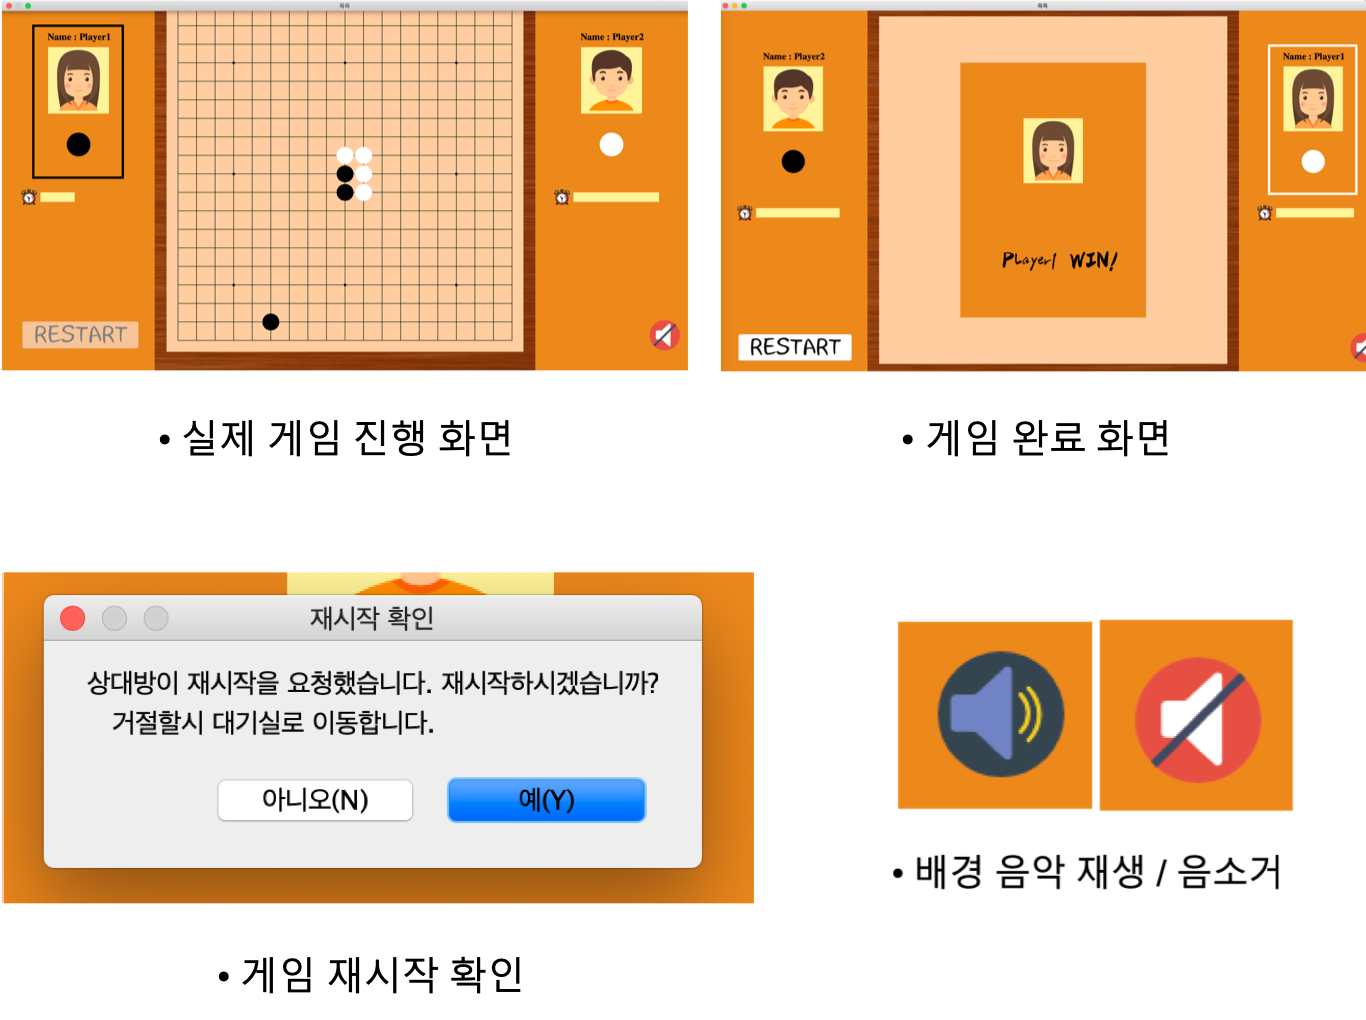 오목
Name : Player1
Name : Player2
RESTART
오목
Name : Player2
Name : Player1
Player1 WIN!
RESTART
• 실제 게임 진행 화면
• 게임 완료 화면
재시작 확인
상대방이 재시작을 요청했습니다. 재시작하시겠습니까?
거절할시 대기실로 이동합니다.
아니오(N)
예(Y)
• 배경 음악 재생 / 음소거
• 게임 재시작 확인